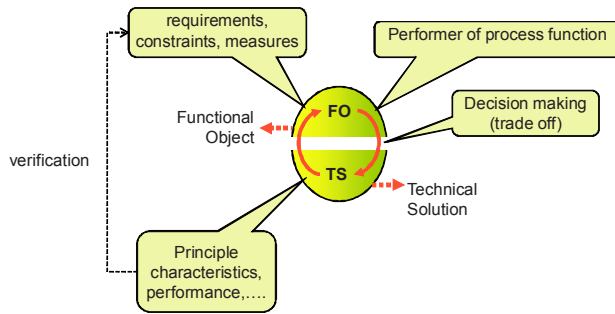 requirements,
constraints, measures
Performer of process function
Decision making
(trade off)
Functional
Object
FO
verification
TS
Technical
Solution
Principle
characteristics,
performance,....